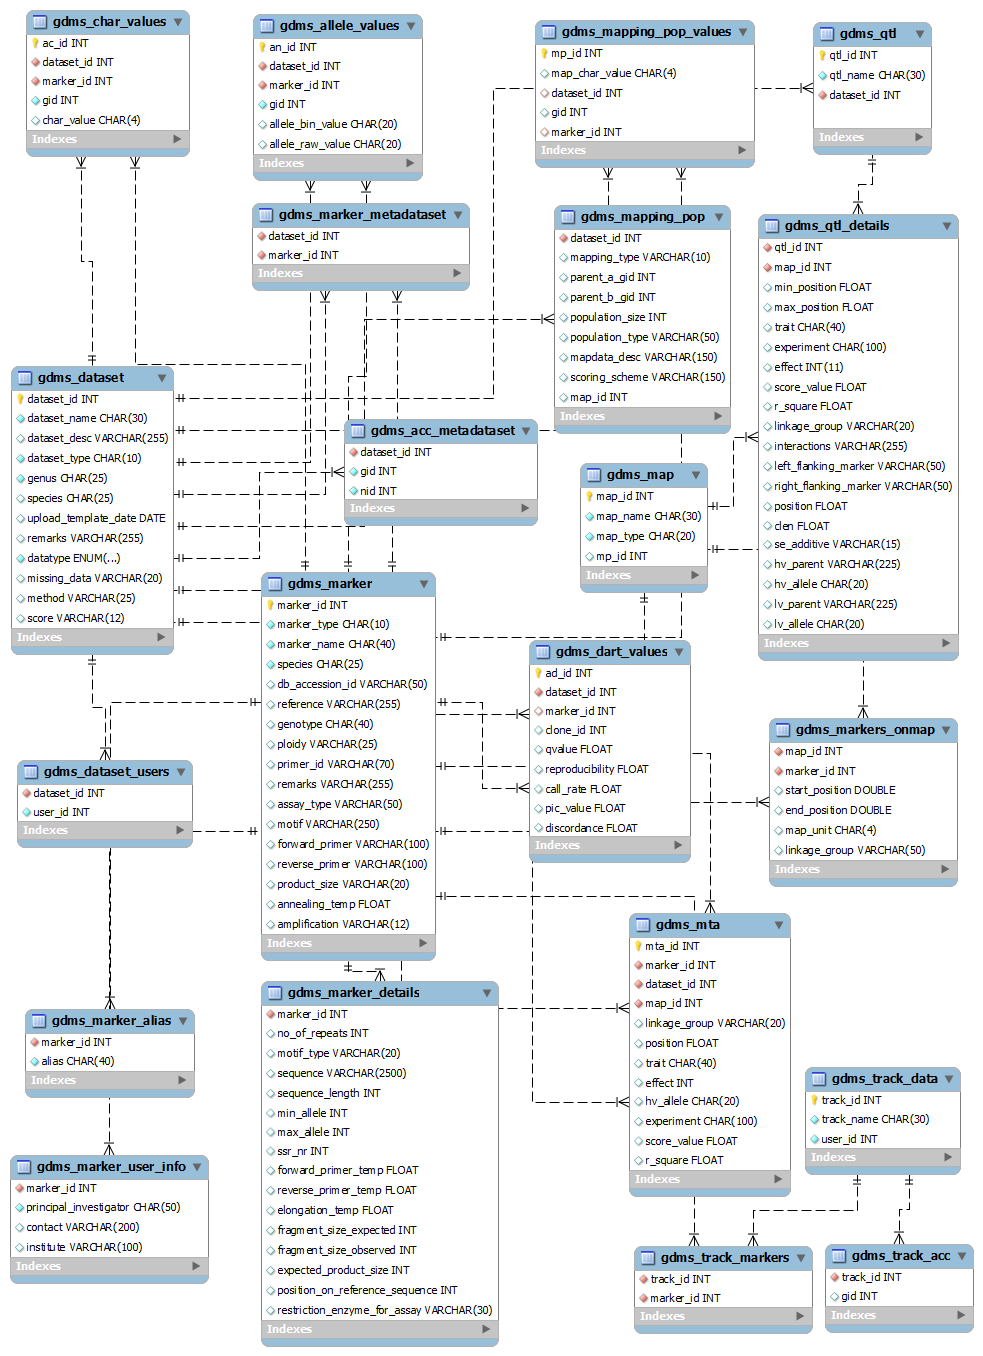 gdms_char_values
ac_id INT
dataset_id INT
marker_id INT
gid INT
char_value CHAR(4)
Indexes
gdms_allele_values
an_id INT
dataset_id INT
marker_id INT
gid INT
allele_bin_value CHAR(20)
allele_raw_value CHAR(20)
Indexes
gdms_mapping_pop_values
mp_id INT
map_char_value CHAR(4)
dataset_id INT
gid INT
marker_id INT
Indexes
gdms_qtl
qtl_id INT
qtl_name CHAR(30)
dataset_id INT
Indexes
gdms_marker_metadataset
dataset_id INT
marker_id INT
Indexes
gdms_mapping_pop
dataset_id INT
mapping_type VARCHAR(10)
parent_a_gid INT
parent_b_gid INT
population_size INT
population_type VARCHAR(50)
mapdata_desc VARCHAR(150)
scoring_scheme VARCHAR(150)
map_id INT
Indexes
gdms_qtl_details
qtl_id INT
map_id INT
min_position FLOAT
max_position FLOAT
trait CHAR(40)
experiment CHAR(100)
effect INT(11)
score_value FLOAT
r_square FLOAT
linkage_group VARCHAR(20)
interactions VARCHAR(255)
left_flanking_marker VARCHAR(50)
right_flanking_marker VARCHAR(50)
position FLOAT
clen FLOAT
se_additive VARCHAR(15)
hv_parent VARCHAR(225)
hv_allele CHAR(20)
lv_parent VARCHAR(225)
lv_allele CHAR(20)
Indexes
gdms_dataset
dataset_id INT
dataset_name CHAR(30)
dataset_desc VARCHAR(255)
dataset_type CHAR(10)
genus CHAR(25)
species CHAR(25)
upload_template_date DATE
remarks VARCHAR(255)
datatype ENUM(...)
missing_data VARCHAR(20)
method VARCHAR(25)
score VARCHAR(12)
Indexes
gdms_acc_metadataset
dataset_id INT
gid INT
nid INT
Indexes
gdms_map
map_id INT
map_name CHAR(30)
map_type CHAR(20)
mp_id INT
Indexes
gdms_marker
marker_id INT
marker_type CHAR(10)
marker_name CHAR(40)
species CHAR(25)
db_accession_id VARCHAR(50)
reference VARCHAR(255)
genotype CHAR(40)
ploidy VARCHAR(25)
primer_id VARCHAR(70)
remarks VARCHAR(255)
assay_type VARCHAR(50)
motif VARCHAR(250)
forward_primer VARCHAR(100)
reverse_primer VARCHAR(100)
product_size VARCHAR(20)
annealing_temp FLOAT
amplification VARCHAR(12)
Indexes
gdms_dart_values
ad_id INT
dataset_id INT
marker_id INT
clone_id INT
qvalue FLOAT
reproducibility FLOAT
call_rate FLOAT
pic_value FLOAT
discordance FLOAT
Indexes
gdms_markers_onmap
map_id INT
marker_id INT
start_position DOUBLE
end_position DOUBLE
map_unit CHAR(4)
linkage_group VARCHAR(50)
Indexes
gdms_dataset_users
dataset_id INT
user_id INT
Indexes
gdms_mta
mta_id INT
marker_id INT
dataset_id INT
map_id INT
linkage_group VARCHAR(20)
position FLOAT
trait CHAR(40)
effect INT
hv_allele CHAR(20)
experiment CHAR(100)
score_value FLOAT
r_square FLOAT
Indexes
gdms_marker_details
marker_id INT
no_of_repeats INT
motif_type VARCHAR(20)
sequence VARCHAR(2500)
sequence_length INT
min_allele INT
max_allele INT
ssr_nr INT
forward_primer_temp FLOAT
reverse_primer_temp FLOAT
elongation_temp FLOAT
fragment_size_expected INT
fragment_size_observed INT
expected_product_size INT
position_on_reference_sequence INT
restriction_enzyme_for_assay VARCHAR(30)
Indexes
gdms_marker_alias
marker_id INT
alias CHAR(40)
Indexes
gdms_track_data
track_id INT
track_name CHAR(30)
user_id INT
Indexes
gdms_marker_user_info
marker_id INT
principal_investigator CHAR(50)
contact VARCHAR(200)
institute VARCHAR(100)
Indexes
gdms_track_markers
track_id INT
marker_id INT
Indexes
gdms_track_acc
track_id INT
gid INT
Indexes